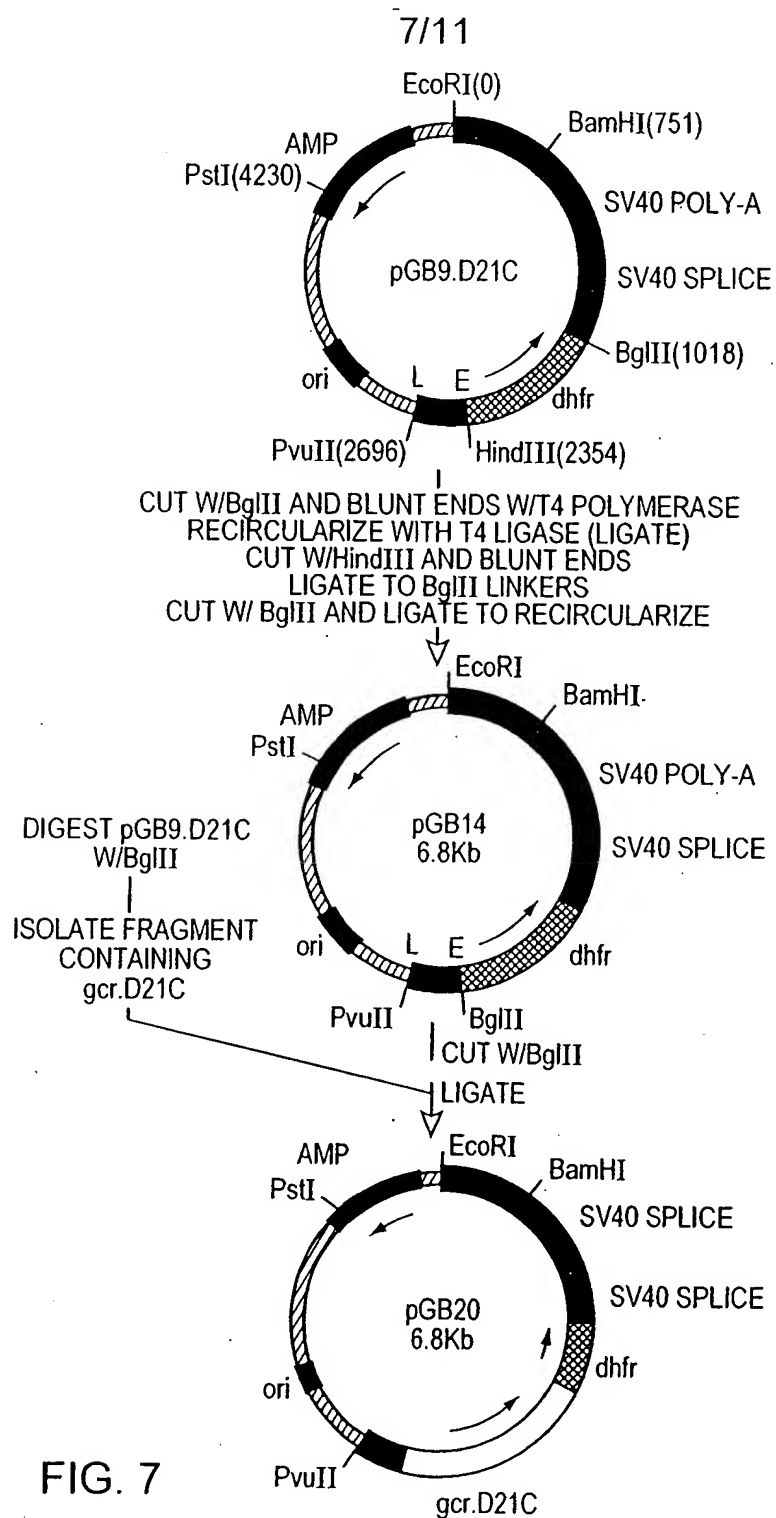 7/11
EcoRI(0)
BamHI(751)
AMP
PstI(4230)
SV40 POLY-A
pGB9.D21C
SV40 SPLICE
BglII(1018)
ori
L
E
dhfr
PvuII(2696)
HindIII(2354)
CUT W/BglII AND BLUNT ENDS W/T4 POLYMERASE
RECIRCULARIZE WITH T4 LIGASE (LIGATE)
CUT W/HindIII AND BLUNT ENDS
LIGATE TO BglII LINKERS
CUT W/ BglII AND LIGATE TO RECIRCULARIZE
EcoRI
BamHI
AMP
PstI
SV40 POLY-A
pGB14
6.8Kb
DIGEST pGB9.D21C
W/BglII
SV40 SPLICE
ISOLATE FRAGMENT
CONTAINING
gcr.D21C
ori
L
E
dhfr
PvuII
BglII
CUT W/BglII
LIGATE
EcoRI
AMP
BamHI
PstI
SV40 SPLICE
SV40 SPLICE
pGB20
6.8Kb
dhfr
ori
PvuII
gcr.D21C
FIG. 7